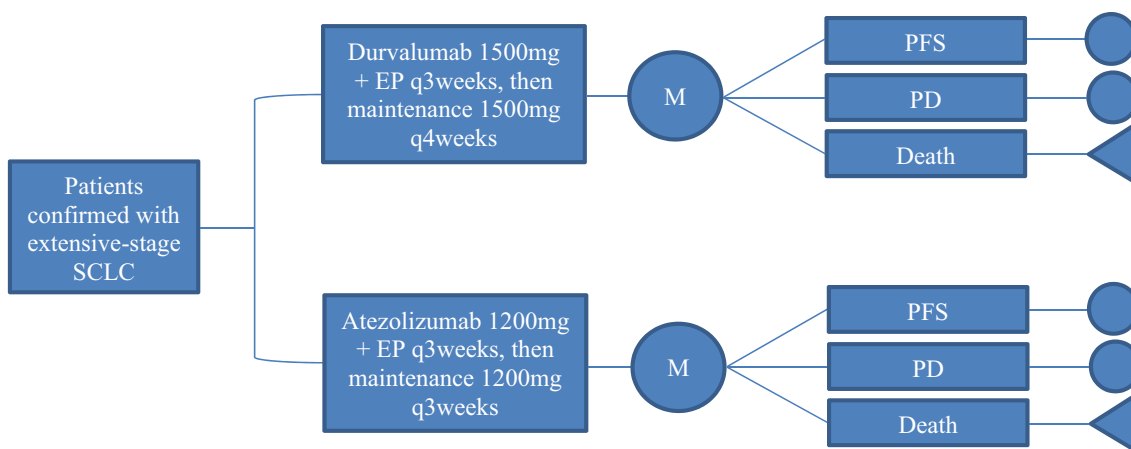 Patients
confirmed with
extensive-stage
SCLC
Durvalumab 1500mg
+ EP q3weeks, then
maintenance 1500mg
q4weeks
M
PFS
PD
Death
Atezolizumab 1200mg
+ EP q3weeks, then
maintenance 1200mg
q3weeks
M
PFS
PD
Death